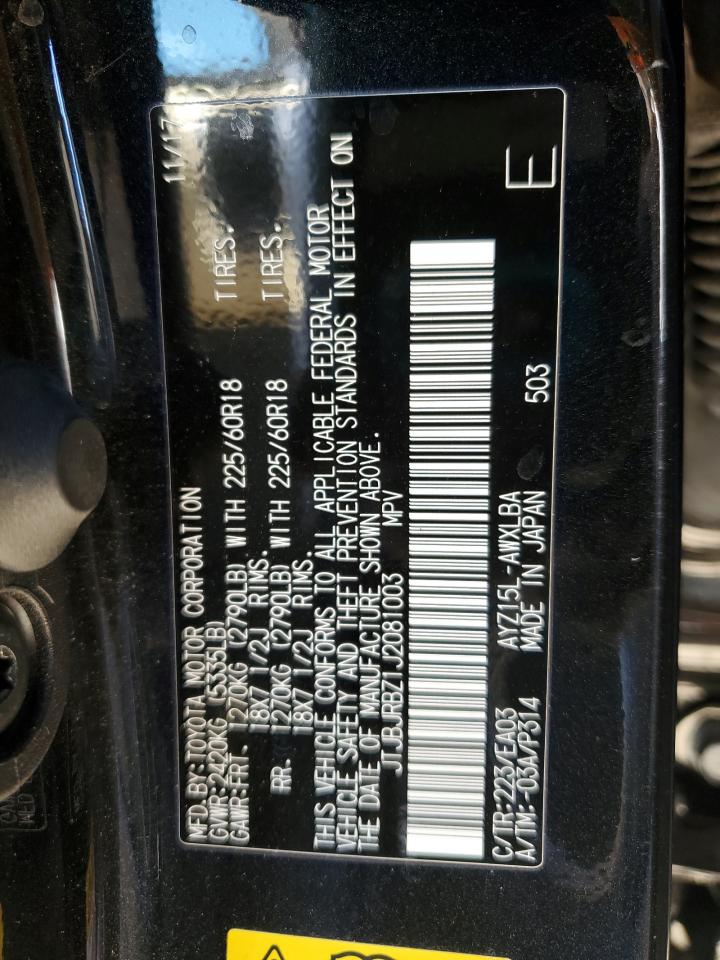 MFD.BY:TOYOTA MOTOR CORPORATION 11/17
GVWR:2420KG (5335LB)
GAWR:FRT. 1270KG (2790LB) WITH 225/60R18 TIRES.
18X7 1/2J RIMS.
RR. 1270KG (2790LB) WITH 225/60R18 TIRES.
18X7 1/2J RIMS.
THIS VEHICLE CONFORMS TO ALL APPLICABLE FEDERAL MOTOR
VEHICLE SAFETY AND THEFT PREVENTION STANDARDS IN EFFECT ON
THE DATE OF MANUFACTURE SHOWN ABOVE.
JTJBJRBZ1J2081003 MPV
C/TR:223/EA03 AYZ15L-AWXLBA
A/TM:-03A/P314 MADE IN JAPAN 503
E